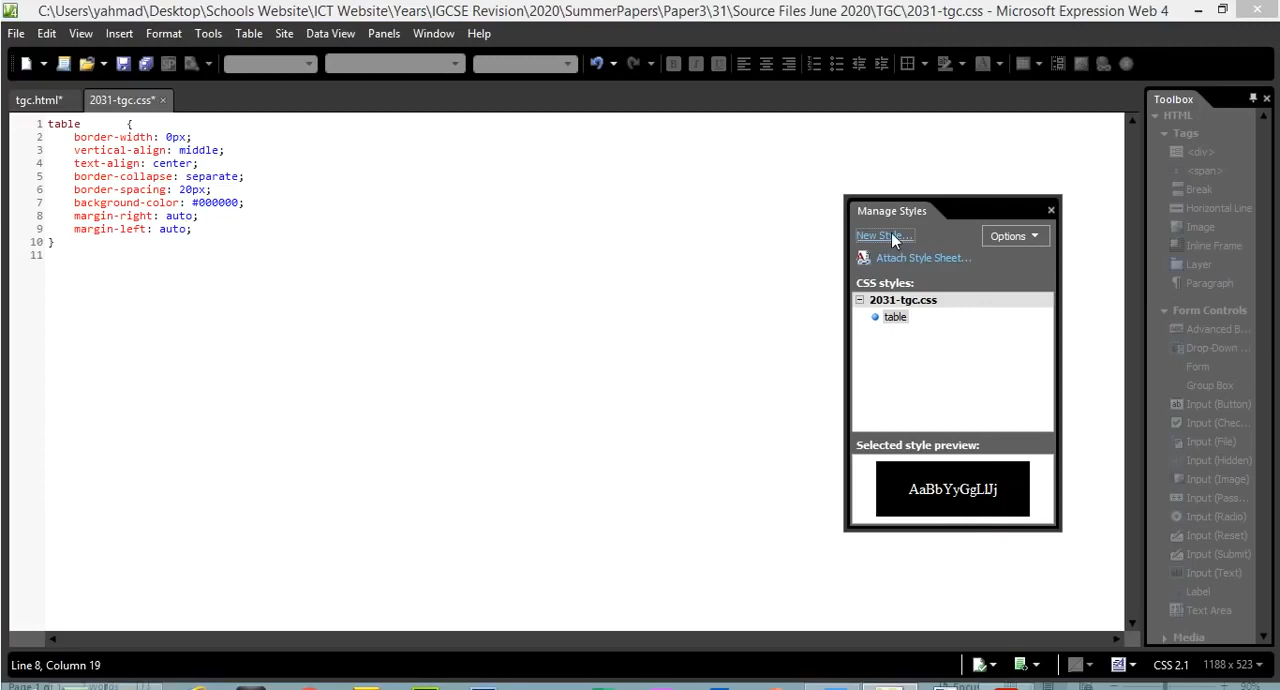 C:\Users\yahmad\Desktop\Schools Website\ICT Website\Years\IGCSE Revision\2020\SummerPapers\Paper3\31\Source Files June 2020\TGC\2031-tgc.css - Microsoft Expression Web 4
File Edit View Insert Format Tools Table Site Data View Panels Window Help
tgc.html* 2031-tgc.css*
Toolbox
1 table {
2 border-width: 0px;
3 vertical-align: middle;
4 text-align: center;
5 border-collapse: separate;
6 border-spacing: 20px;
7 background-color: #000000;
8 margin-right: auto;
9 margin-left: auto;
10 }
11
Manage Styles
New Style...
Options
Attach Style Sheet...
CSS styles:
2031-tgc.css
table
Selected style preview:
AaBbYyGgLlJj
HTML
Tags
<div>
<span>
Break
Horizontal Line
Image
Inline Frame
Layer
Paragraph
Form Controls
Advanced B...
Drop-Down ...
Form
Group Box
Input (Button)
Input (Chec...
Input (File)
Input (Hidden)
Input (Image)
Input (Pass...
Input (Radio)
Input (Reset)
Input (Submit)
Input (Text)
Label
Text Area
Media
Line 8, Column 19
CSS 2.1 1188 x 523